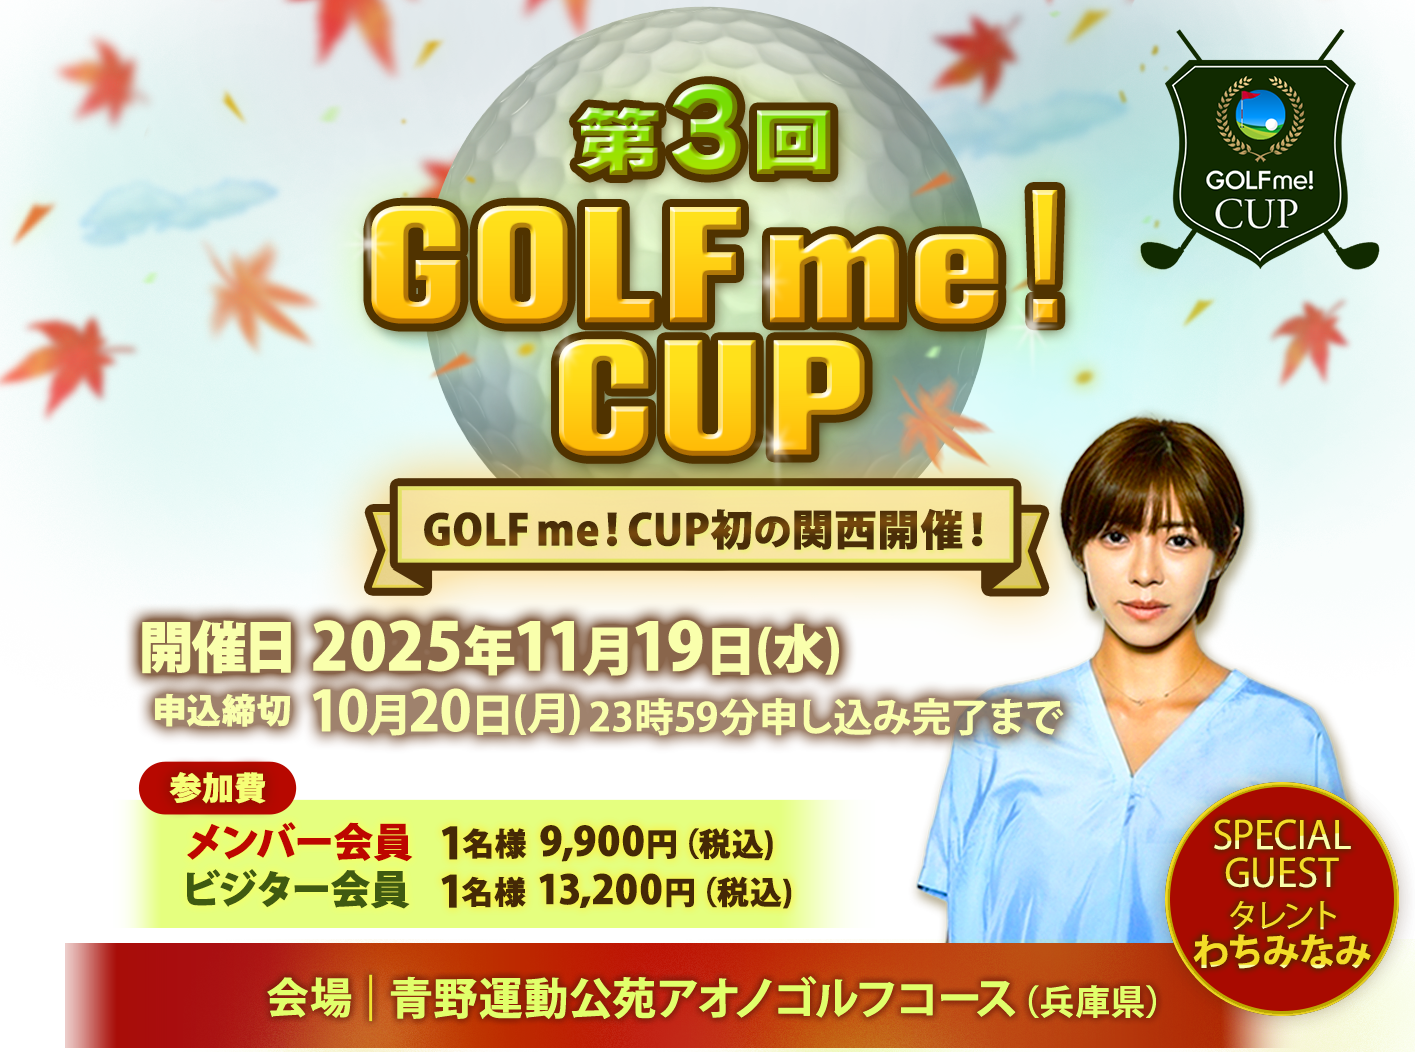 第3回
GOLF me!
CUP
GOLF me!
CUP
GOLF me! CUP初の関西開催!
開催日 2025年11月19日(水)
申込締切 10月20日(月) 23時59分申し込み完了まで
参加費
メンバー会員 1名様 9,900円(税込)
ビジター会員 1名様 13,200円(税込)
SPECIAL
GUEST
タレント
わちみなみ
会場|青野運動公苑アオノゴルフコース(兵庫県)